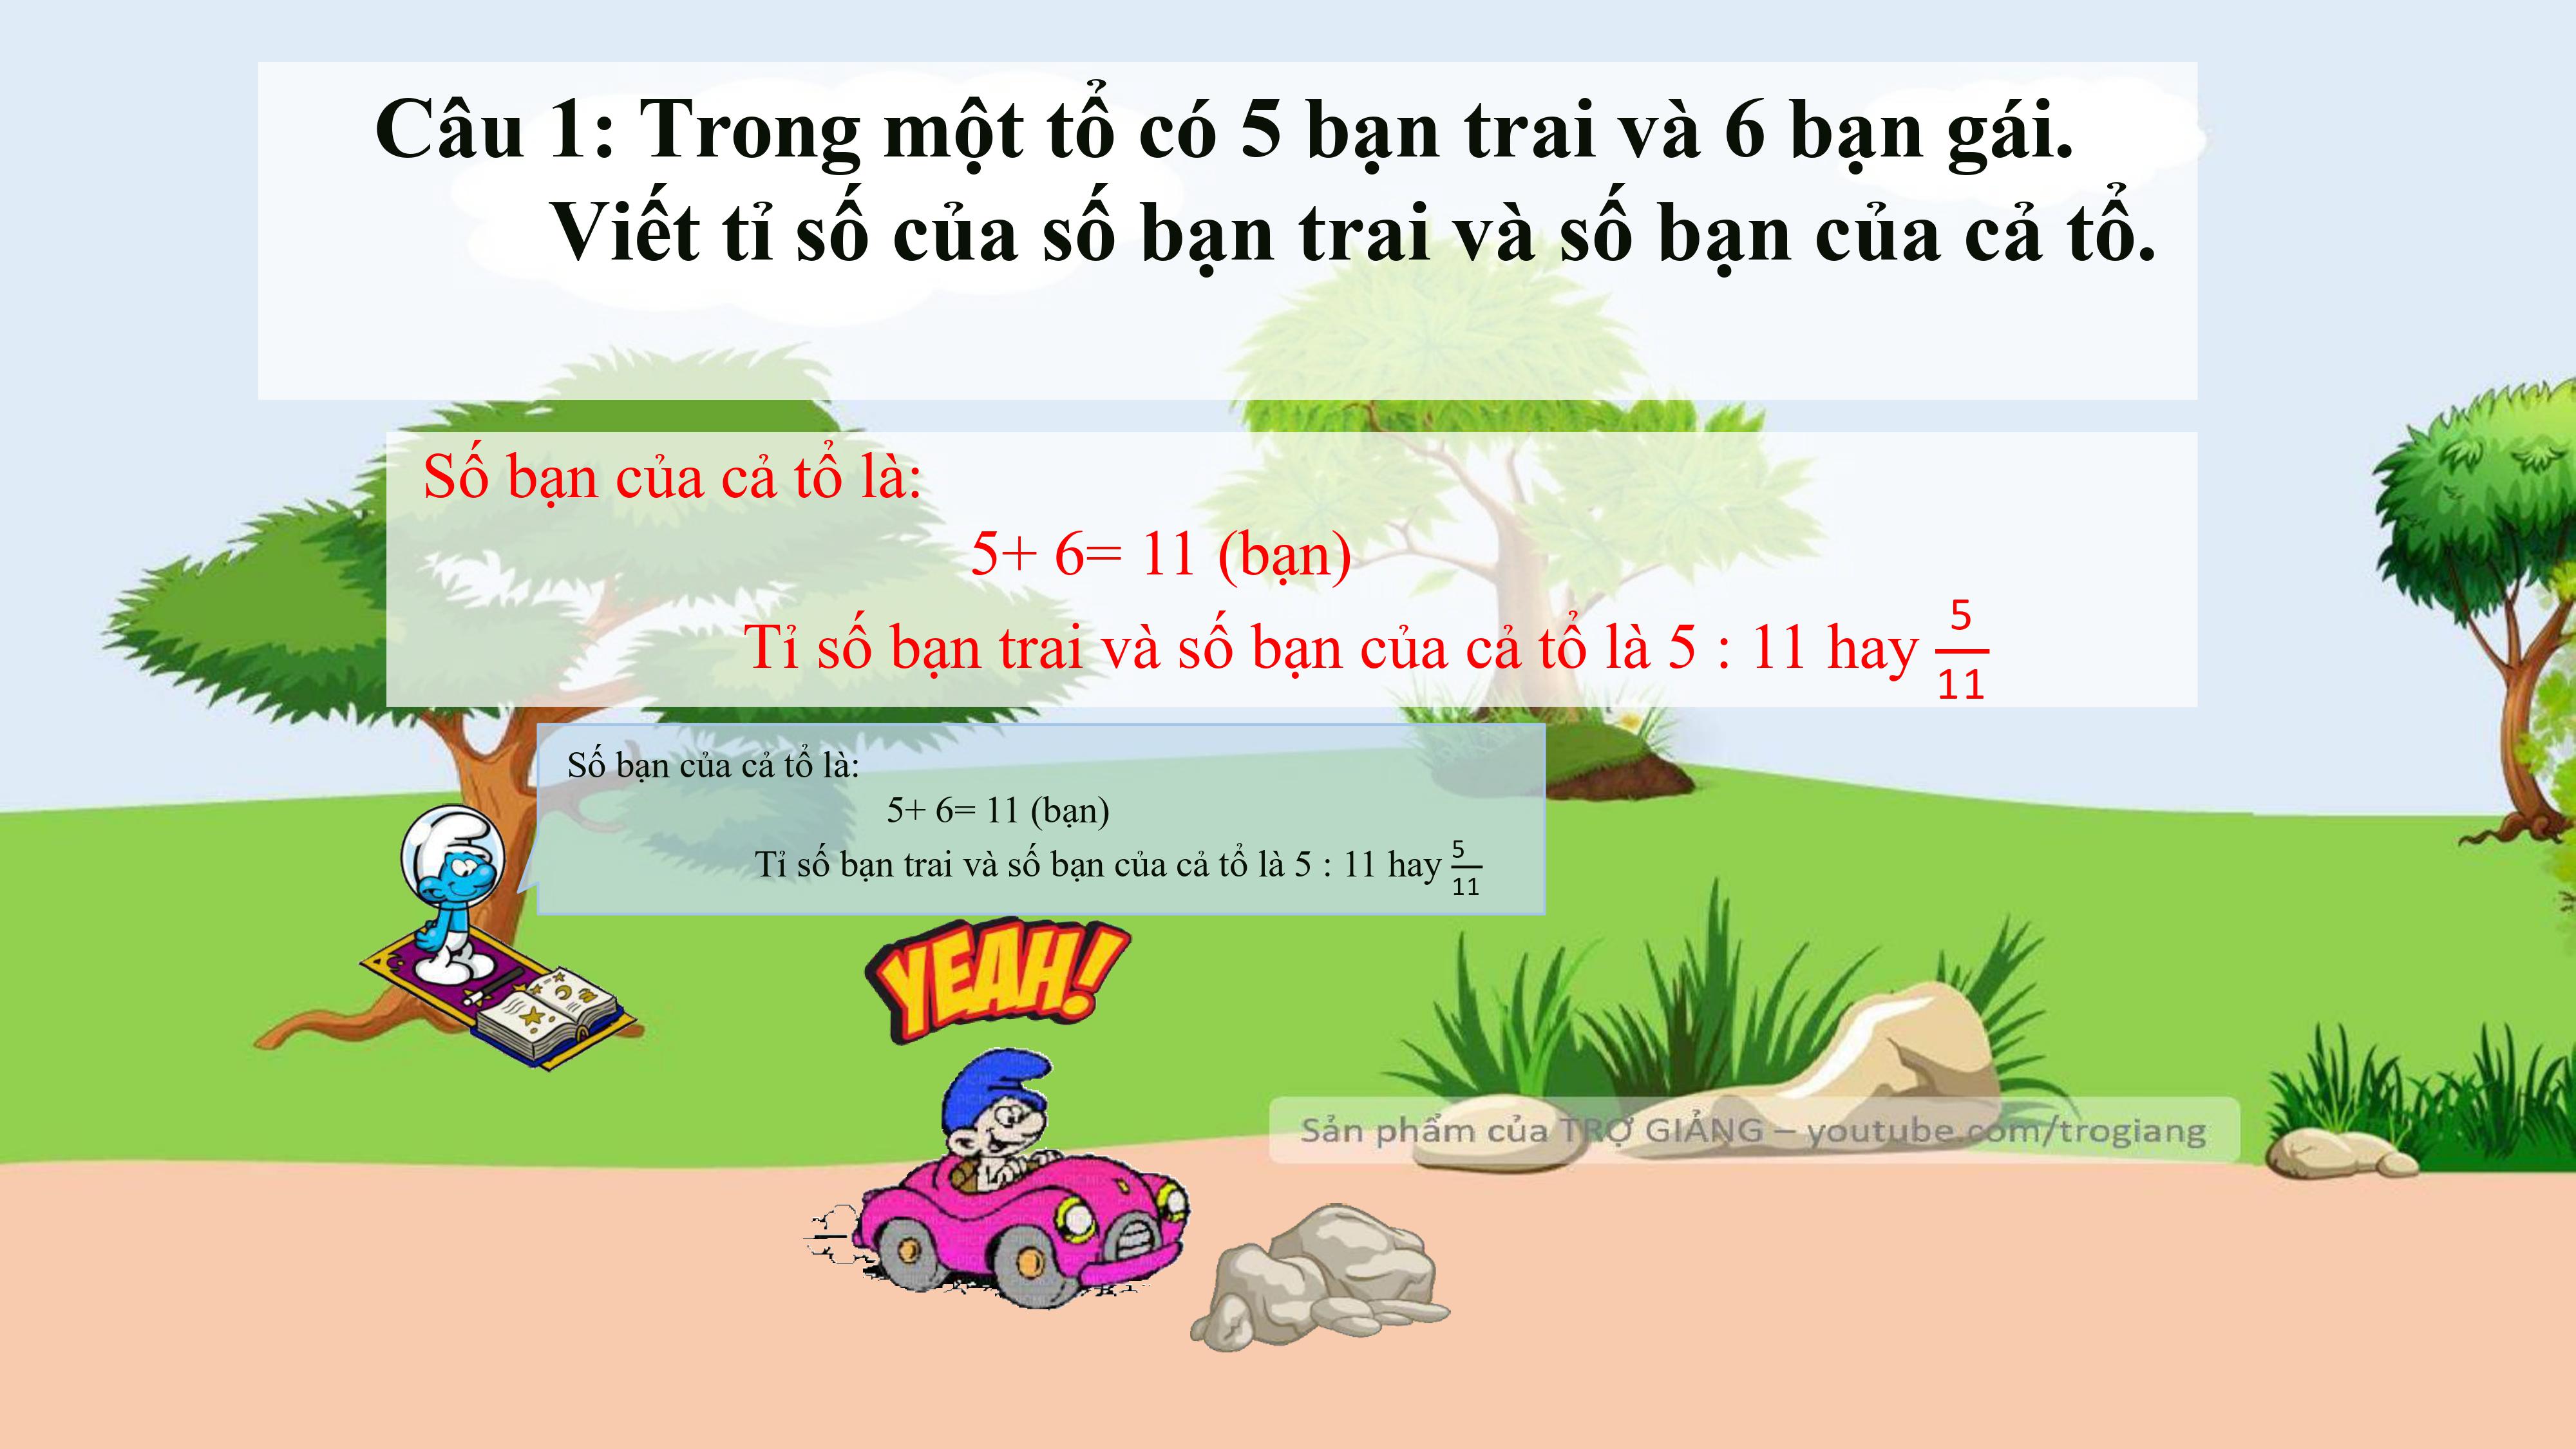 Câu 1: Trong một tổ có 5 bạn trai và 6 bạn gái.
Viết tỉ số của số bạn trai và số bạn của cả tổ.
Số bạn của cả tổ là:
5+ 6= 11 (bạn)
Tỉ số bạn trai và số bạn của cả tổ là 5 : 11 hay 5/11
Số bạn của cả tổ là:
5+ 6= 11 (bạn)
Tỉ số bạn trai và số bạn của cả tổ là 5 : 11 hay 5/11
YEAH!
Sản phẩm của TRỢ GIẢNG – youtube.com/trogiang